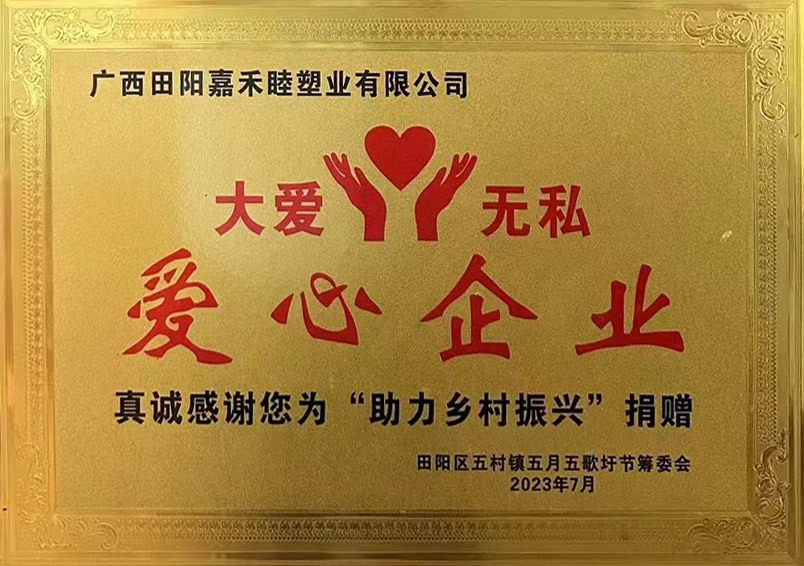 广西田阳嘉禾睦塑业有限公司
大爱 无私
爱心企业
真诚感谢您为“助力乡村振兴”捐赠
田阳区五村镇五月五歌圩节筹委会
2023年7月